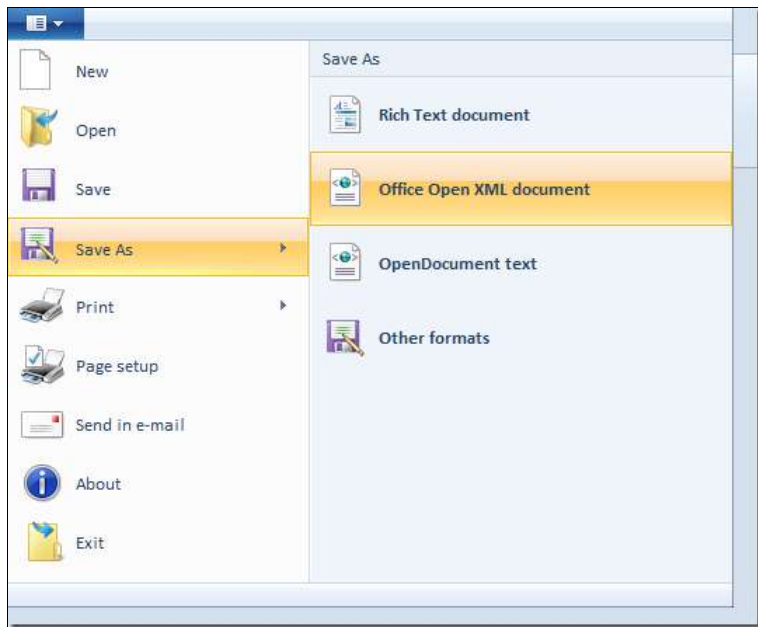 New
Open
Save
Save As
Print
Page setup
Send in e-mail
About
Exit
Save As
Rich Text document
Office Open XML document
OpenDocument text
Other formats